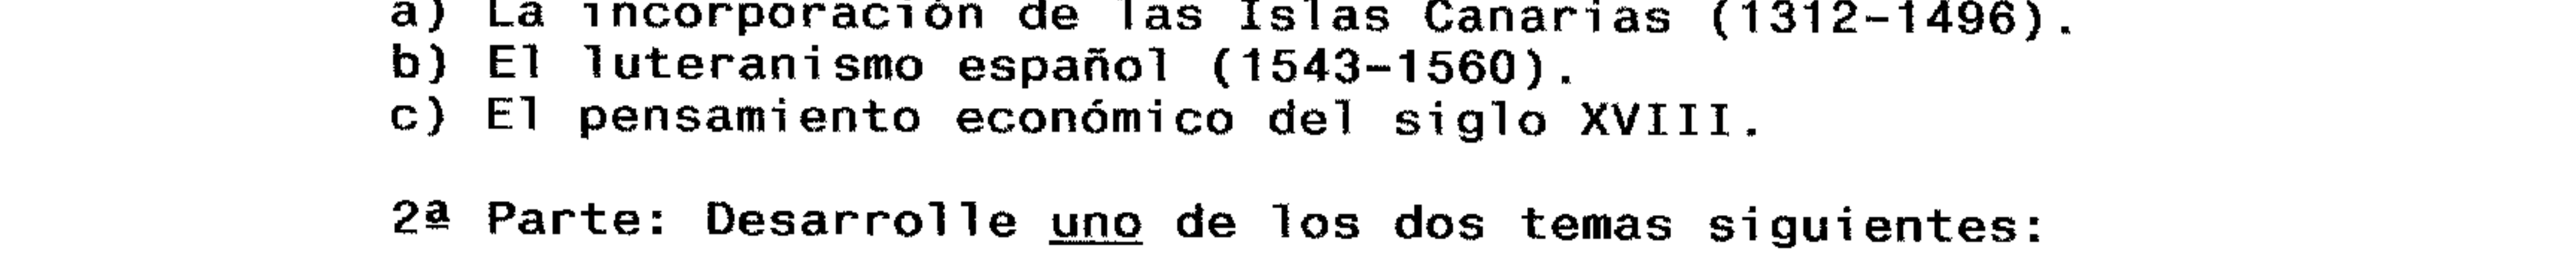 a) La incorporación de las Islas Canarias (1312-1496).
b) El luteranismo español (1543-1560).
c) El pensamiento económico del siglo XVIII.
2ª Parte: Desarrolle uno de los dos temas siguientes: